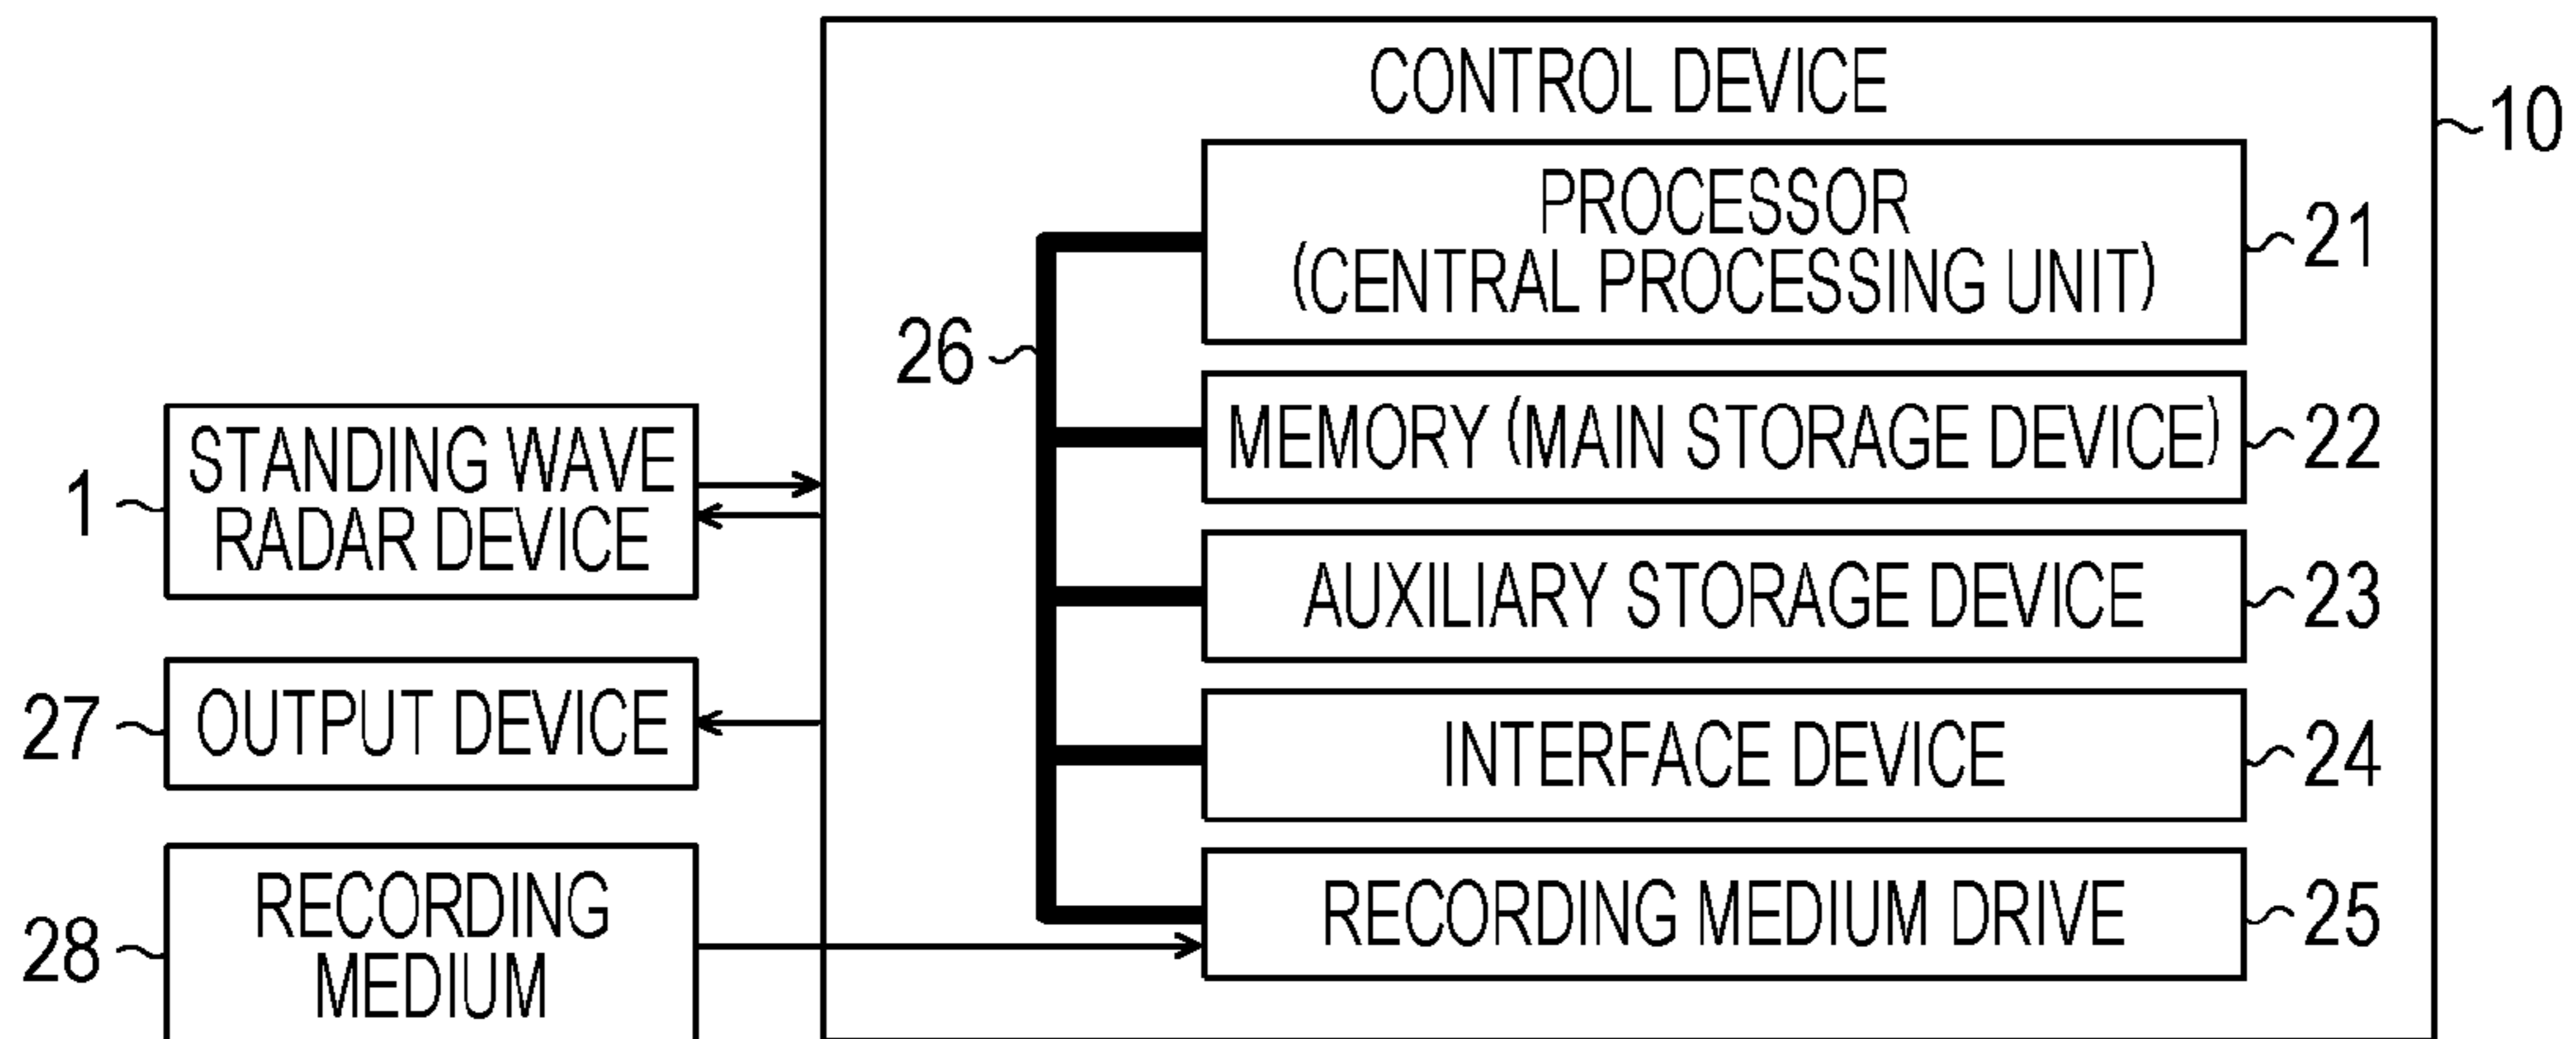 CONTROL DEVICE
10
PROCESSOR
(CENTRAL PROCESSING UNIT)
21
26
MEMORY (MAIN STORAGE DEVICE)
22
1
STANDING WAVE
RADAR DEVICE
AUXILIARY STORAGE DEVICE
23
27
OUTPUT DEVICE
INTERFACE DEVICE
24
28
RECORDING
MEDIUM
RECORDING MEDIUM DRIVE
25